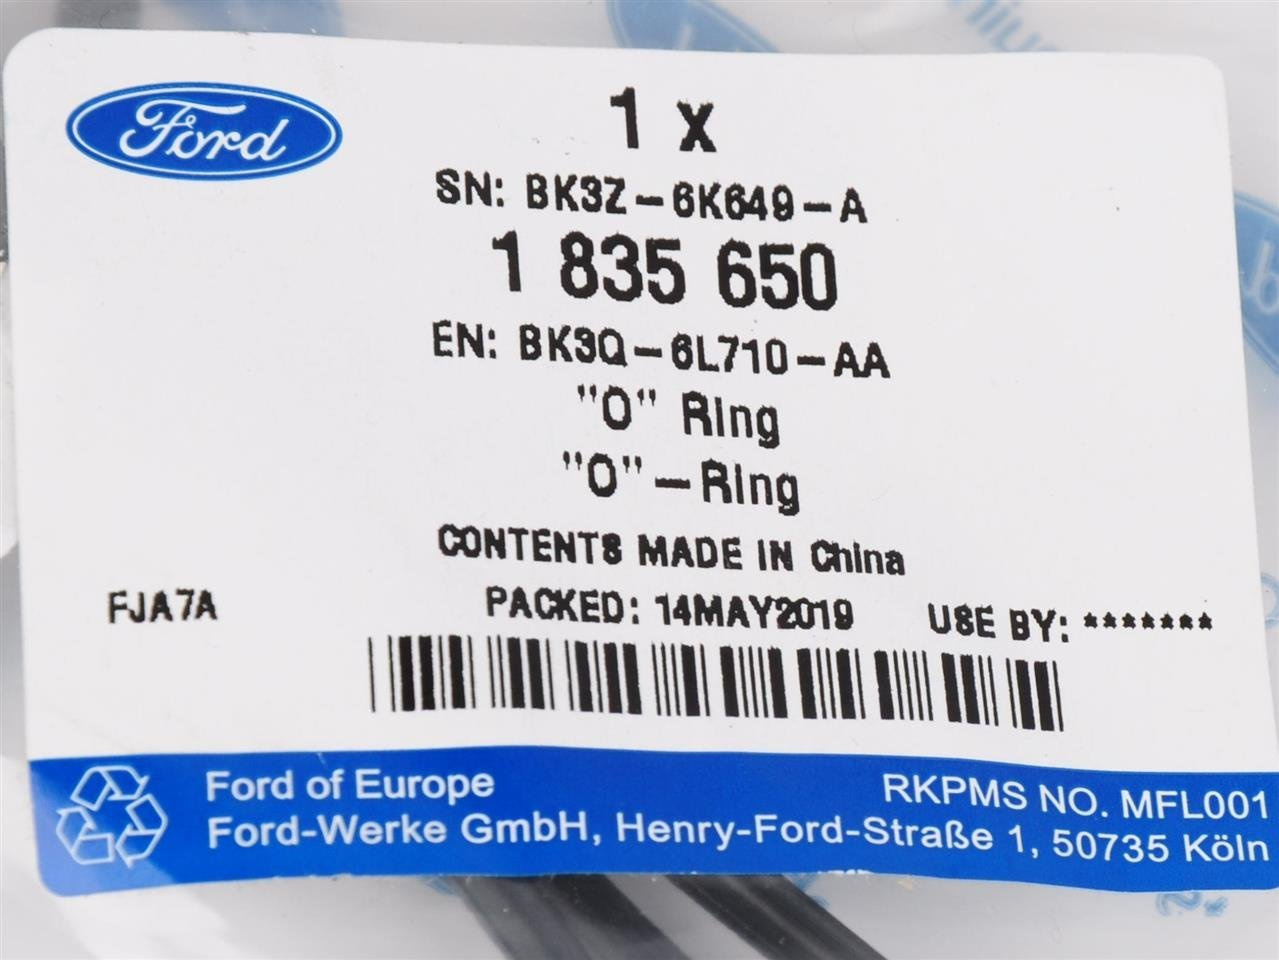 Ford
1 x
SN: BK3Z-6K649-A
1 835 650
EN: BK3Q-6L710-AA
"O" Ring
"O"-Ring
CONTENTS MADE IN China
FJA7A PACKED: 14MAY2019 USE BY: *******
Ford of Europe RKPMS NO. MFL001
Ford-Werke GmbH, Henry-Ford-Straße 1, 50735 Köln